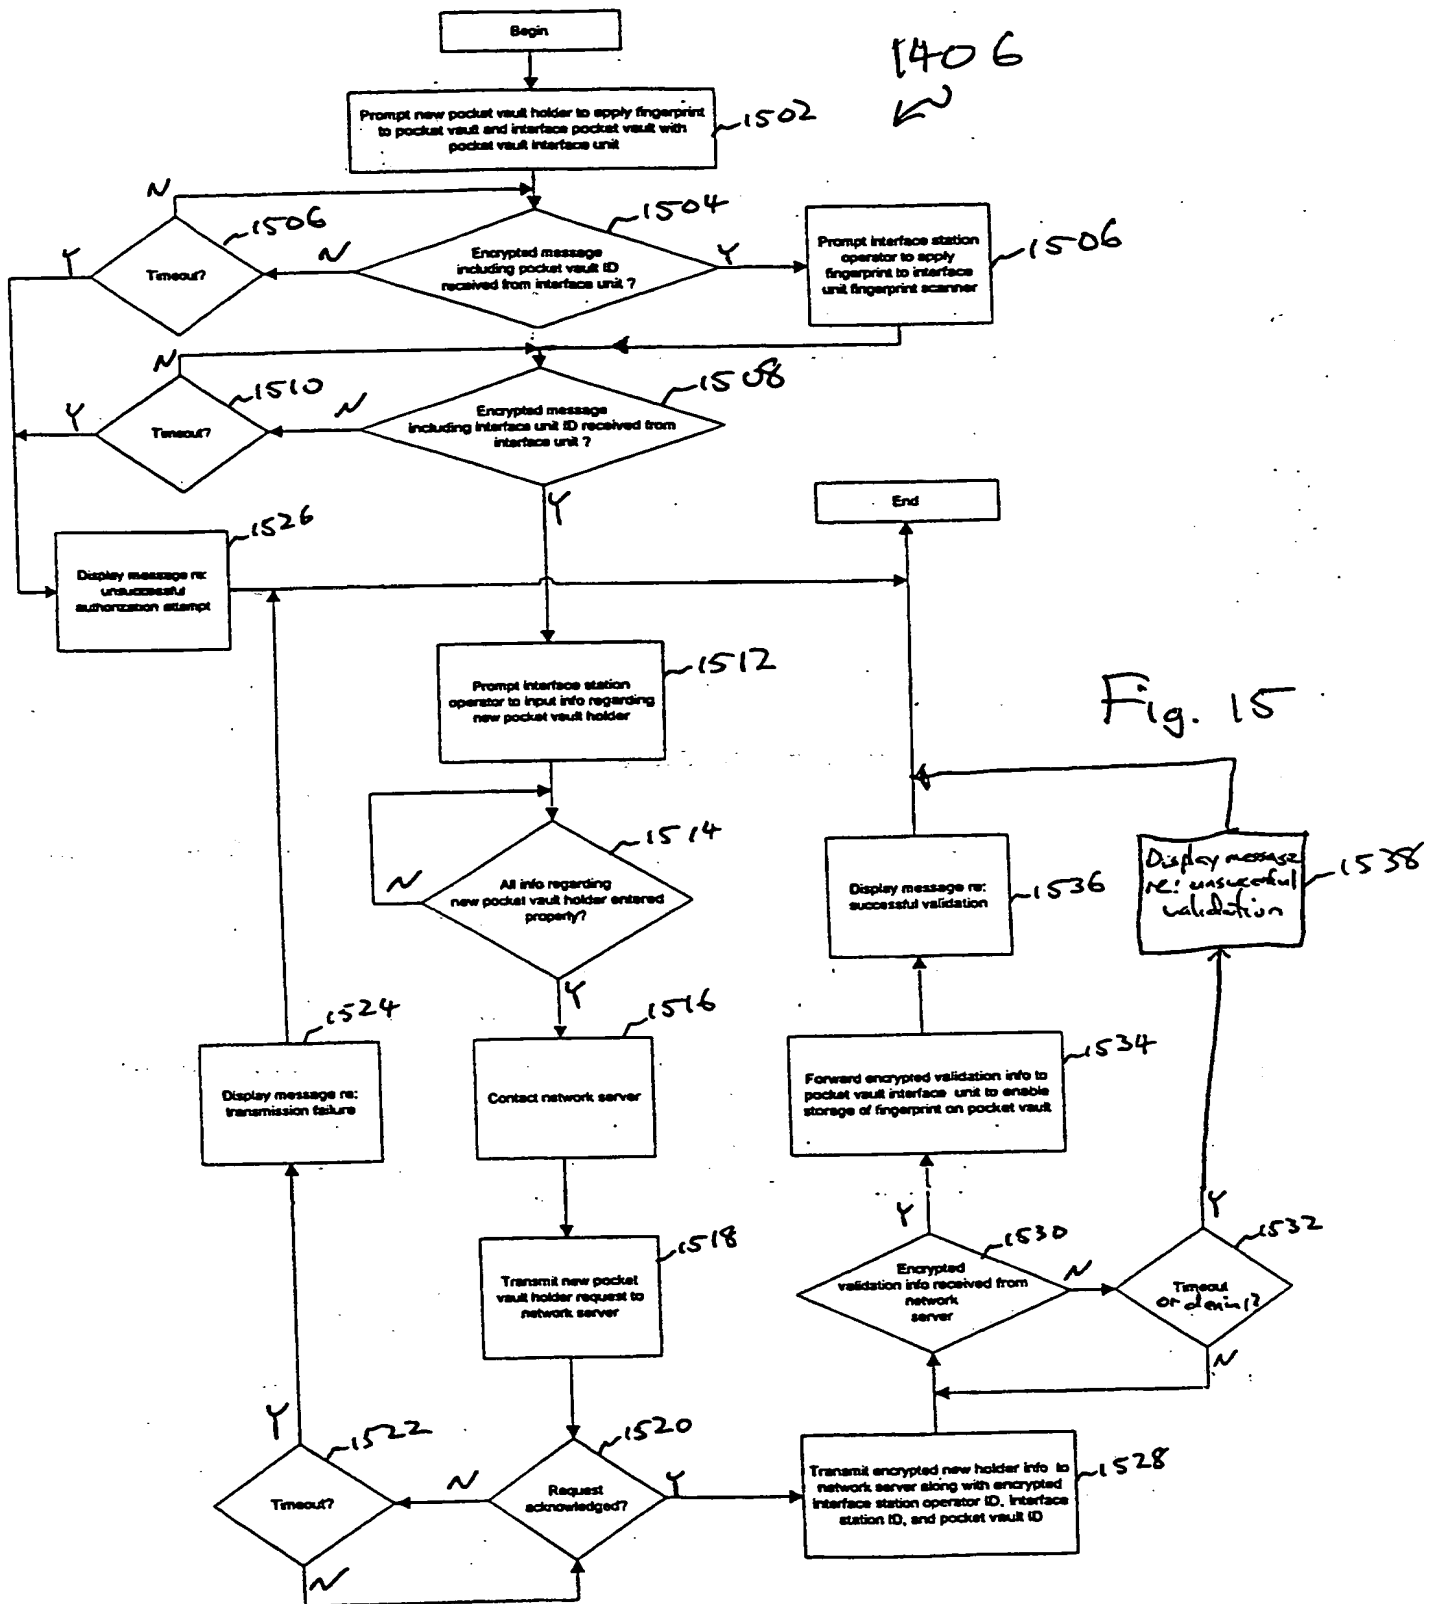 Begin
1406
Prompt new pocket vault holder to apply fingerprint
to pocket vault and interface pocket vault with
pocket vault interface unit
1502
N
1506
Y
Timeout?
N
1504
Encrypted message
including pocket vault ID
received from interface unit ?
Y
Prompt interface station
operator to apply
fingerprint to interface
unit fingerprint scanner
1506
N
1510
Y
Timeout?
N
1508
Encrypted message
including interface unit ID received from
interface unit ?
Y
End
1526
Display message re:
unsuccessful
authorization attempt
1512
Prompt interface station
operator to input info regarding
new pocket vault holder
Fig. 15
1514
N
All info regarding
new pocket vault holder entered
properly?
Y
Display message re:
successful validation
1536
Display message
re: unsuccesful
validation
1538
1524
Display message re:
transmission failure
1516
Contact network server
1534
Forward encrypted validation info to
pocket vault interface unit to enable
storage of fingerprint on pocket vault
1518
Transmit new pocket
vault holder request to
network server
Y
1530
Encrypted
validation info received from
network
server
N
Y
1532
Timeout
or denial?
N
Y
1522
Timeout?
N
N
1520
Request
acknowledged?
Y
Transmit encrypted new holder info to
network server along with encrypted
interface station operator ID, interface
station ID, and pocket vault ID
1528